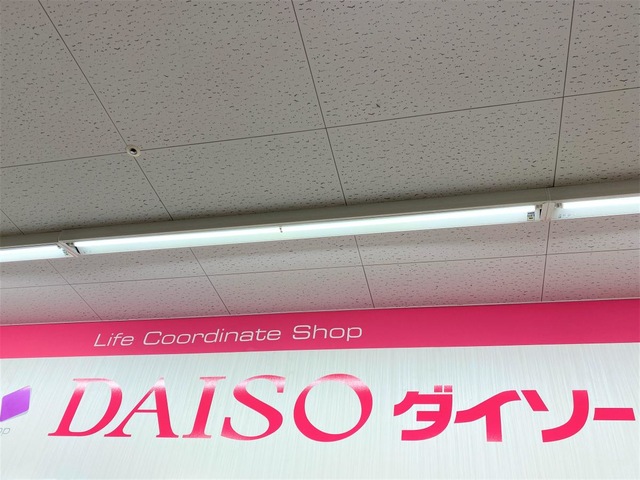 Life Coordinate Shop
DAISO ダイソー